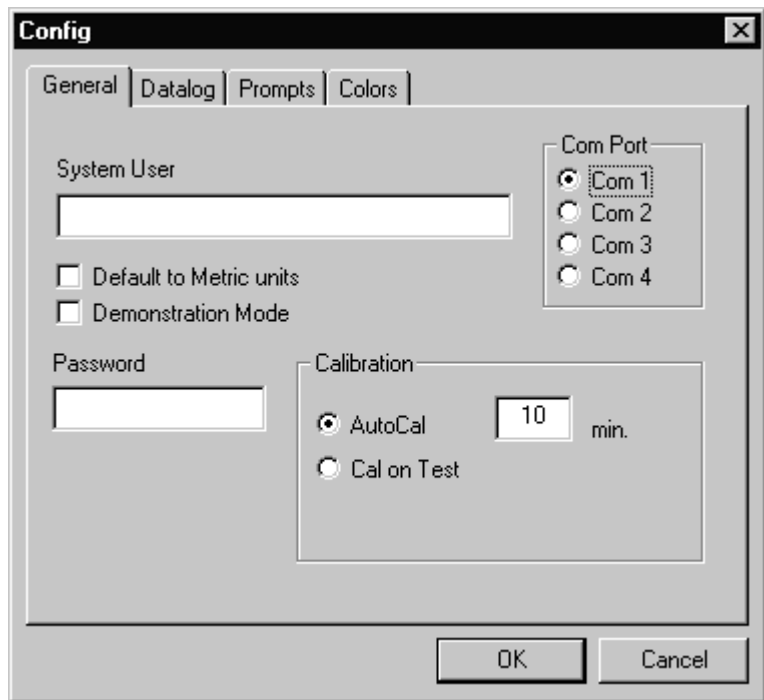 Config
General Datalog Prompts Colors
System User
Com Port
Com 1
Com 2
Com 3
Com 4
Default to Metric units
Demonstration Mode
Password
Calibration
AutoCal 10 min.
Cal on Test
OK Cancel